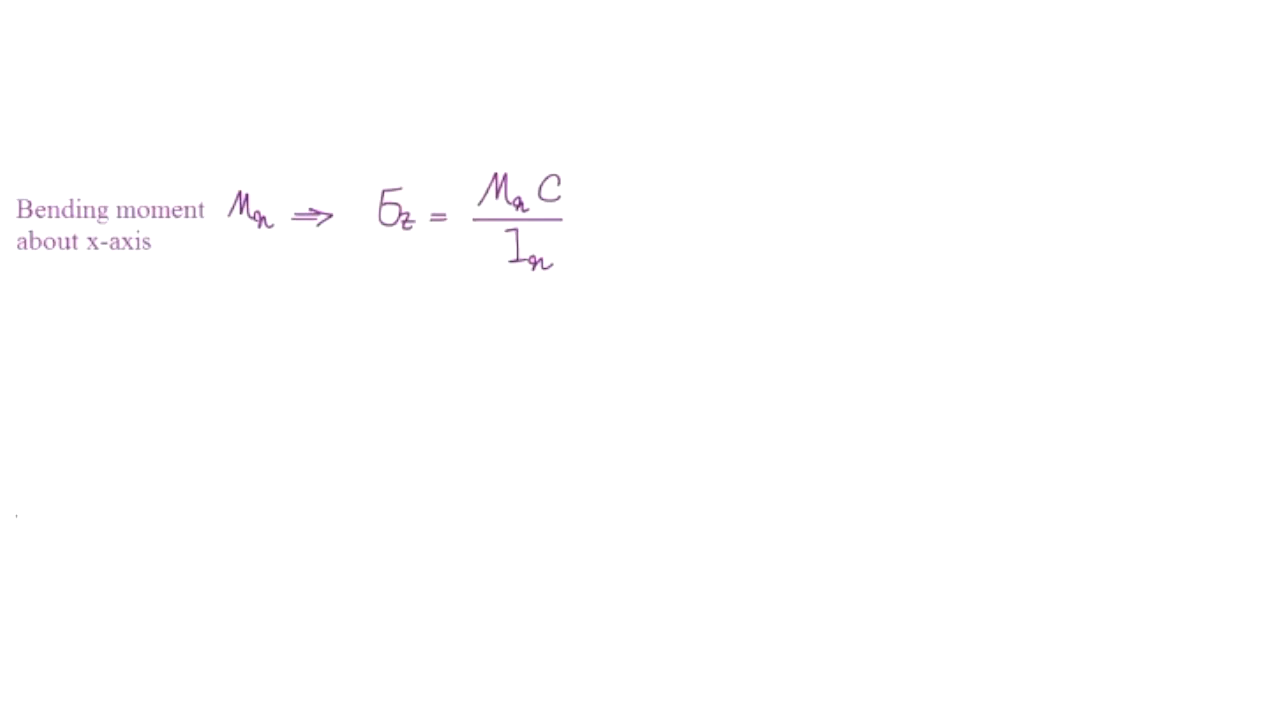 Bending moment Mx ⇒ σz = Mx C / Ix
about x-axis